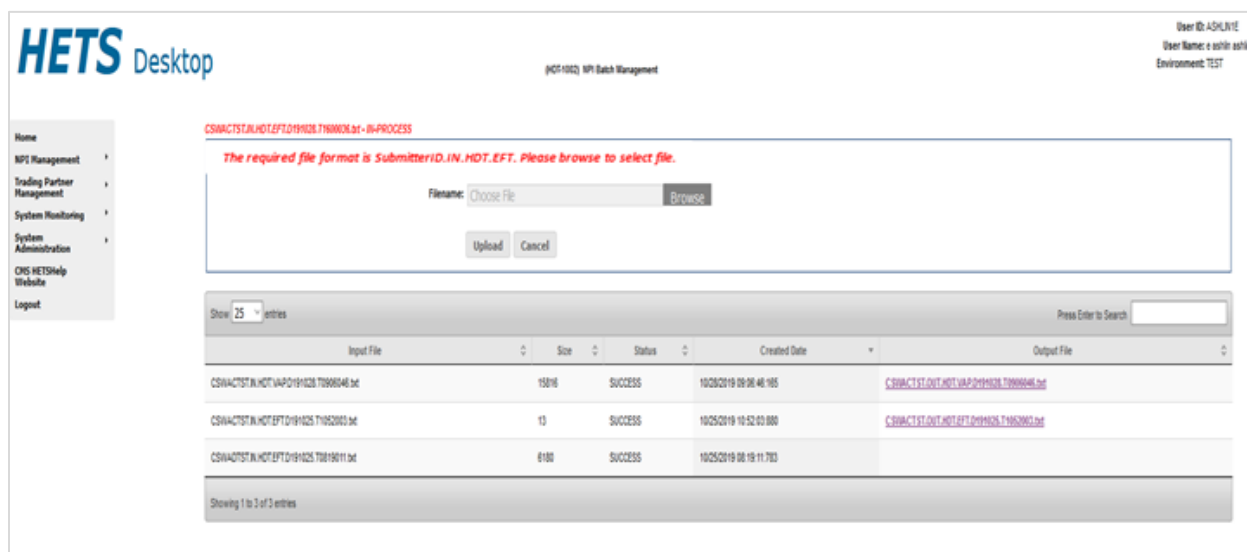 HETS Desktop
(HDT-1002) NPI Batch Management
User ID: ASHLIN1E
User Name: e ashlin ashli
Environment: TEST
Home
NPI Management
Trading Partner
Management
System Monitoring
System
Administration
CMS HETSHelp
Website
Logout
CSWACTST.IN.HDT.EFT.D191028.T1600036.txt - IN-PROCESS
The required file format is SubmitterID.IN.HDT.EFT. Please browse to select file.
Filename: Choose File Browse
Upload Cancel
Show 25 entries Press Enter to Search
Input File Size Status Created Date Output File
CSWACTST.IN.HDT.VAP.D191028.T0906046.txt 15816 SUCCESS 10/28/2019 09:06:46:165 CSWACTST.OUT.HDT.VAP.D191028.T0906046.txt
CSWACTST.IN.HDT.EFT.D191025.T1052003.txt 13 SUCCESS 10/25/2019 10:52:03:880 CSWACTST.OUT.HDT.EFT.D191025.T1052003.txt
CSWADTST.IN.HDT.EFT.D191025.T0819011.txt 6180 SUCCESS 10/25/2019 08:19:11:783
Showing 1 to 3 of 3 entries